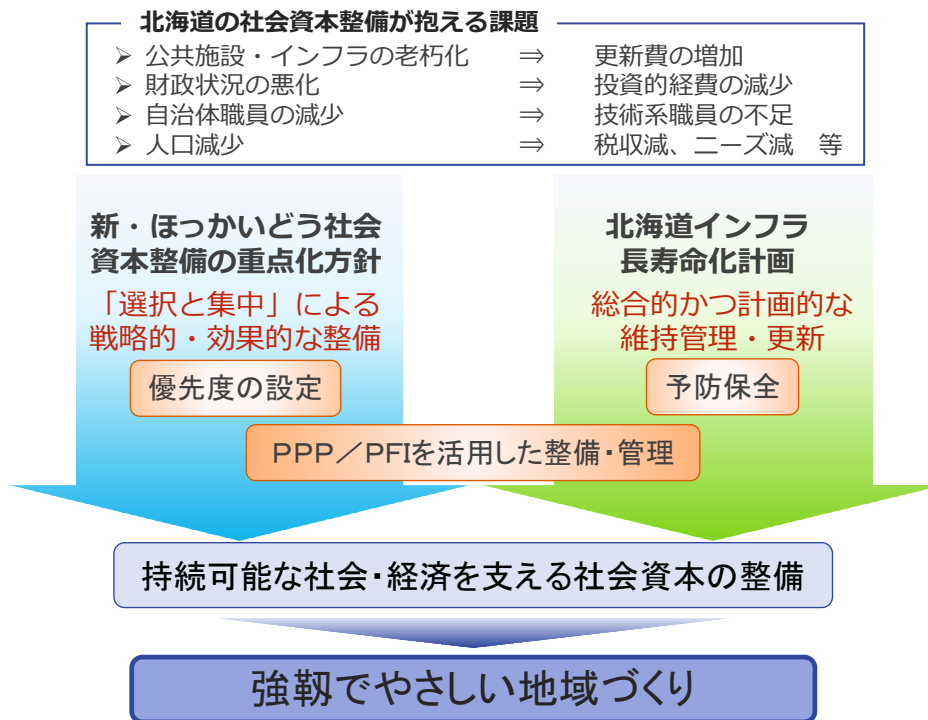 北海道の社会資本整備が抱える課題
➢ 公共施設・インフラの老朽化 ⇒ 更新費の増加
➢ 財政状況の悪化 ⇒ 投資的経費の減少
➢ 自治体職員の減少 ⇒ 技術系職員の不足
➢ 人口減少 ⇒ 税収減、ニーズ減　等
新・ほっかいどう社会
資本整備の重点化方針
「選択と集中」による
戦略的・効果的な整備
優先度の設定
北海道インフラ
長寿命化計画
総合的かつ計画的な
維持管理・更新
予防保全
PPP／PFIを活用した整備・管理
持続可能な社会・経済を支える社会資本の整備
強靱でやさしい地域づくり